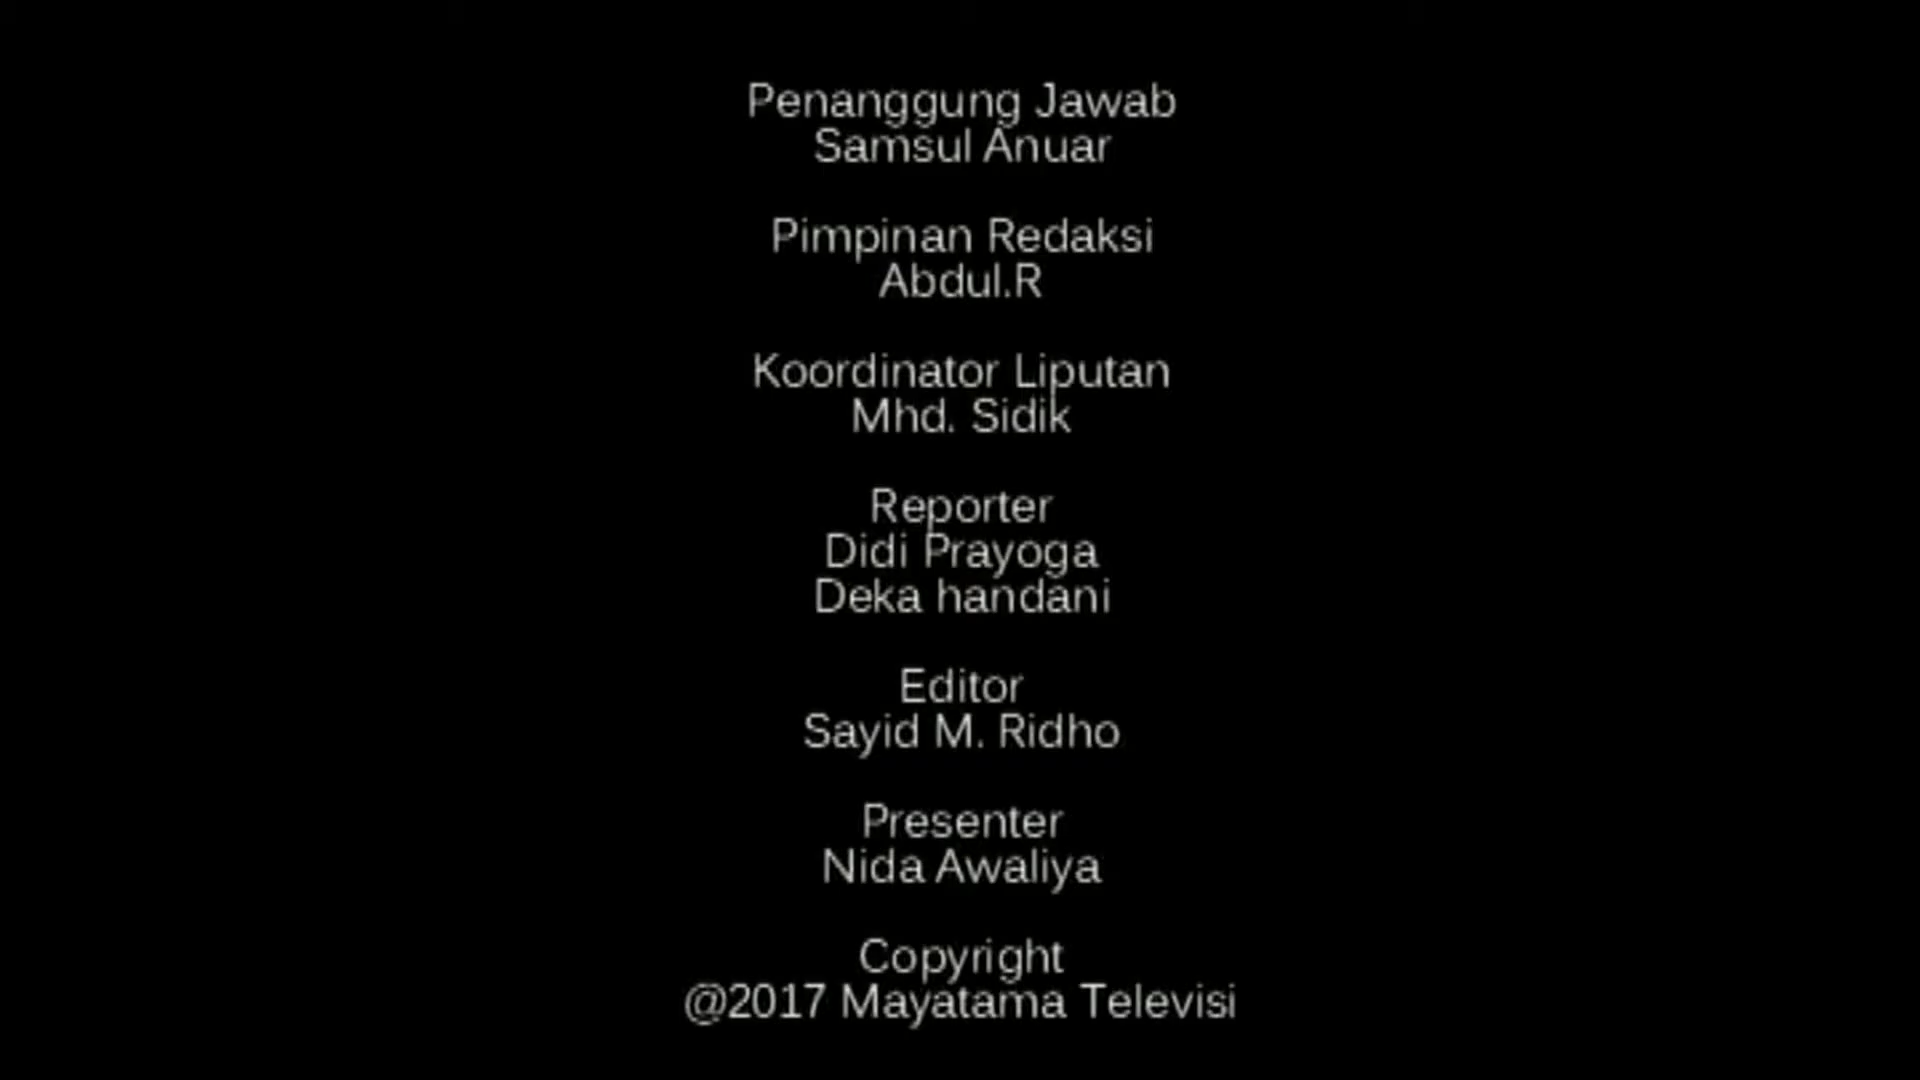 Penanggung Jawab
Samsul Anuar
Pimpinan Redaksi
Abdul.R
Koordinator Liputan
Mhd. Sidik
Reporter
Didi Prayoga
Deka handani
Editor
Sayid M. Ridho
Presenter
Nida Awaliya
Copyright
@2017 Mayatama Televisi